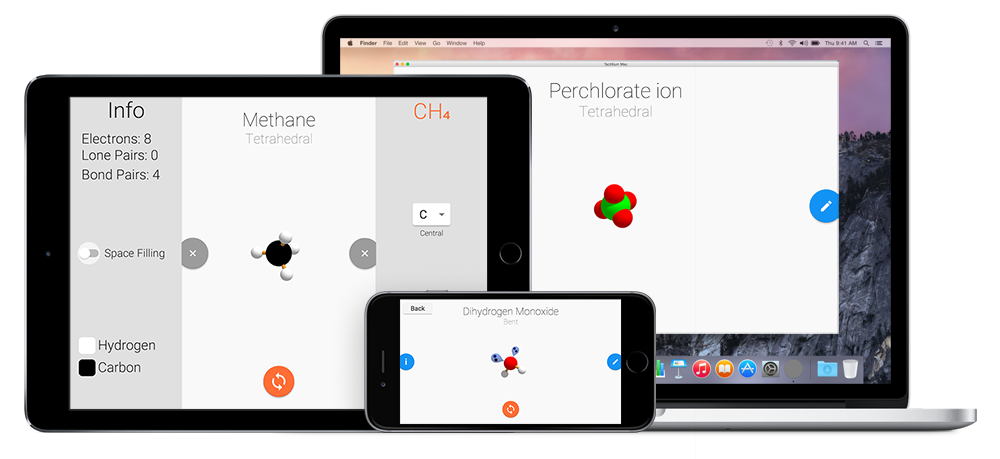 Finder File Edit View Go Window Help
Thu 9:41 AM
Perchlorate ion
Tetrahedral
Info
Electrons: 8
Lone Pairs: 0
Bond Pairs: 4
Space Filling
Hydrogen
Carbon
Methane
Tetrahedral
CH₄
C
Central
Back
Dihydrogen Monoxide
Bent
i